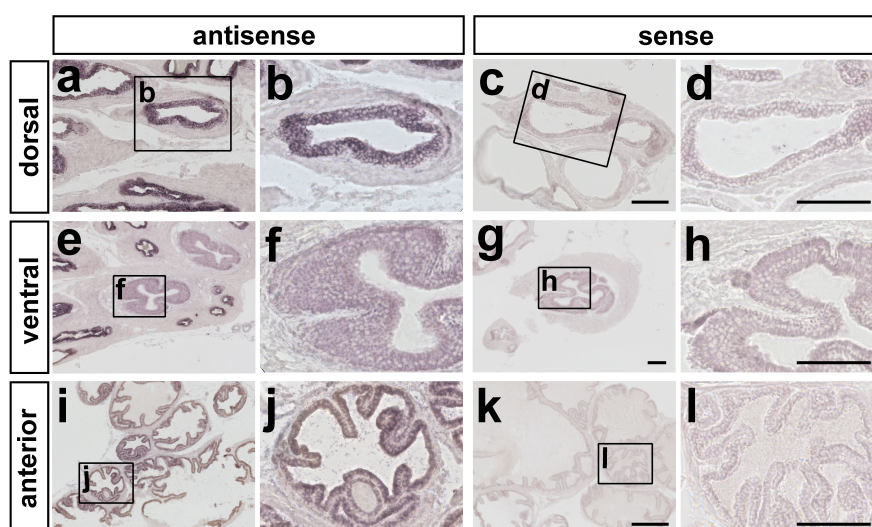 antisense
sense
dorsal
a
b
b
c
d
d
ventral
e
f
f
g
h
h
anterior
i
j
j
k
l
l